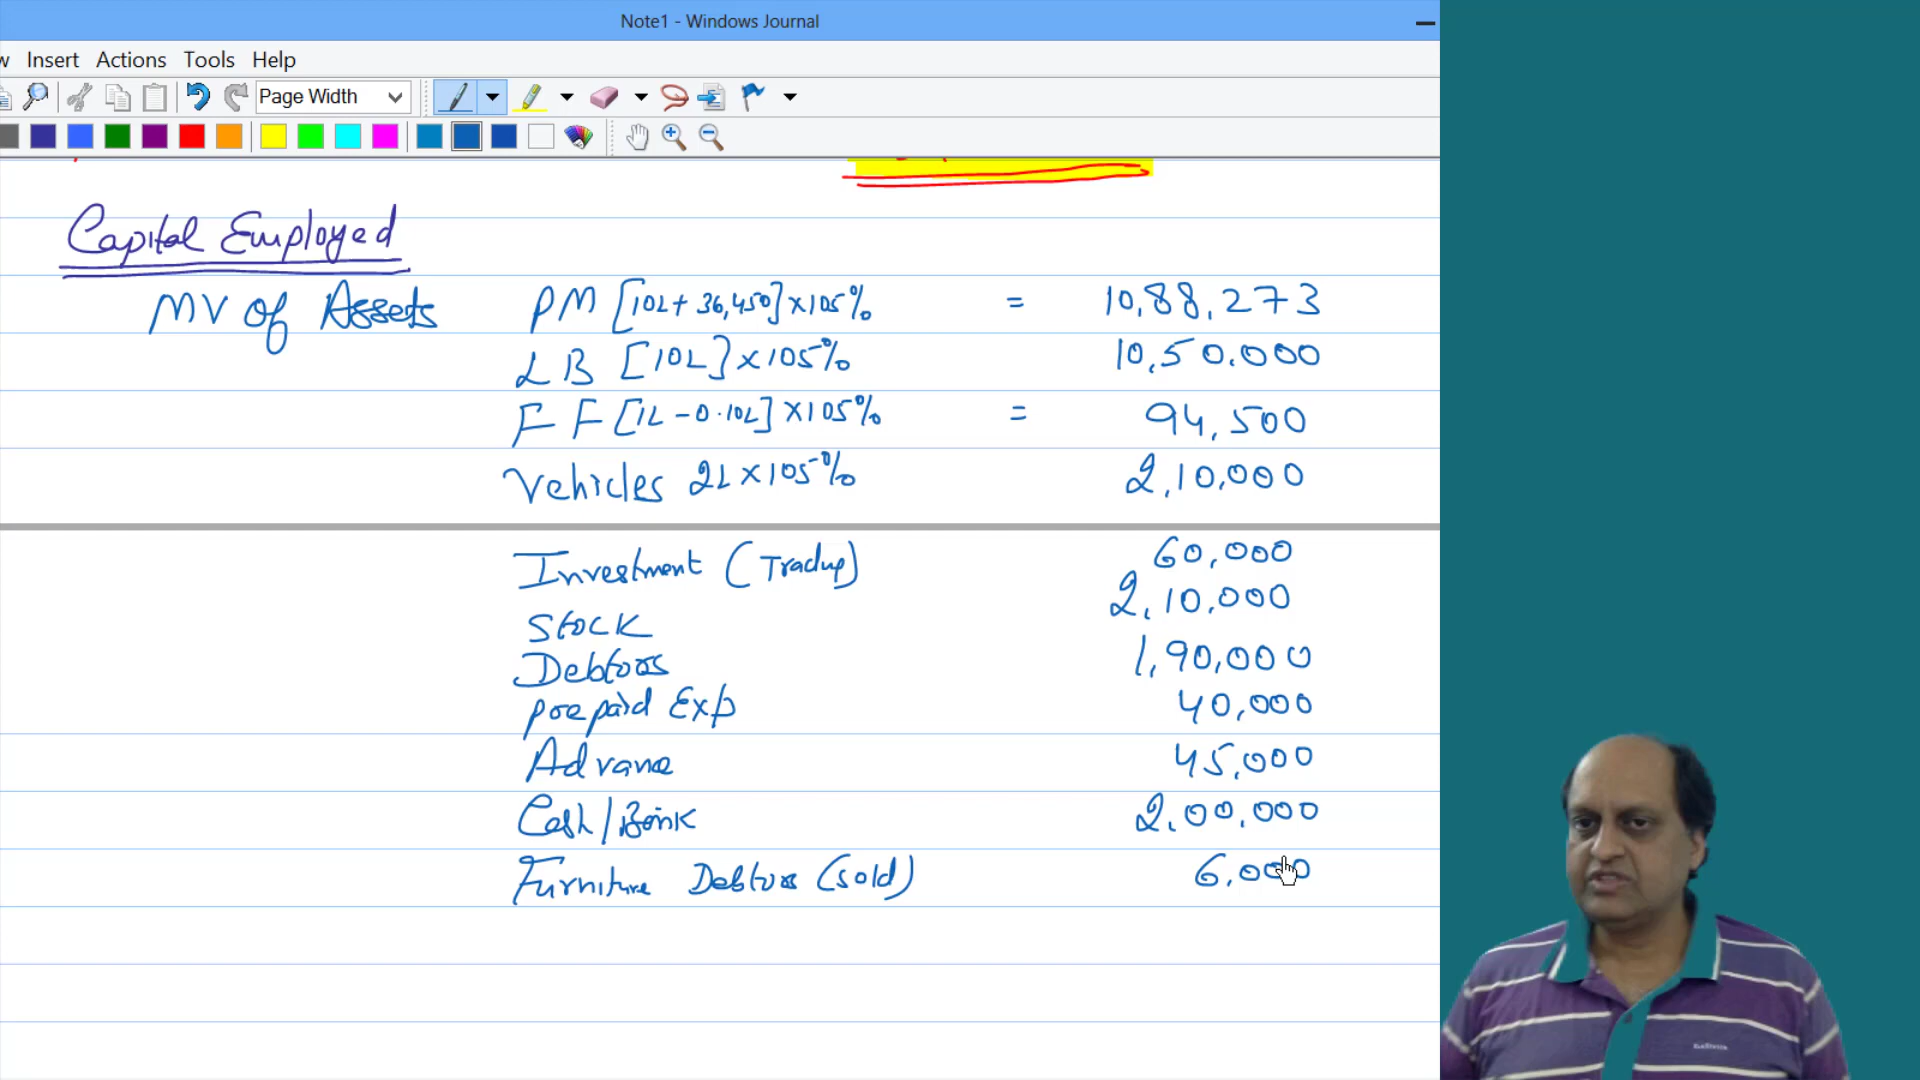 Note1 - Windows Journal
w Insert Actions Tools Help
Page Width
Capital Employed
MV of Assets PM [10L+ 36,450]×105% = 10,88,273
LB [10L]×105% 10,50,000
FF [1L-0.10L]×105% = 94,500
Vehicles 2L×105% 2,10,000
Investment (Trading) 60,000
Stock 2,10,000
Debtors 1,90,000
Prepaid Exp 40,000
Advance 45,000
Cash/Bank 2,00,000
Furniture Debtors (sold) 6,000